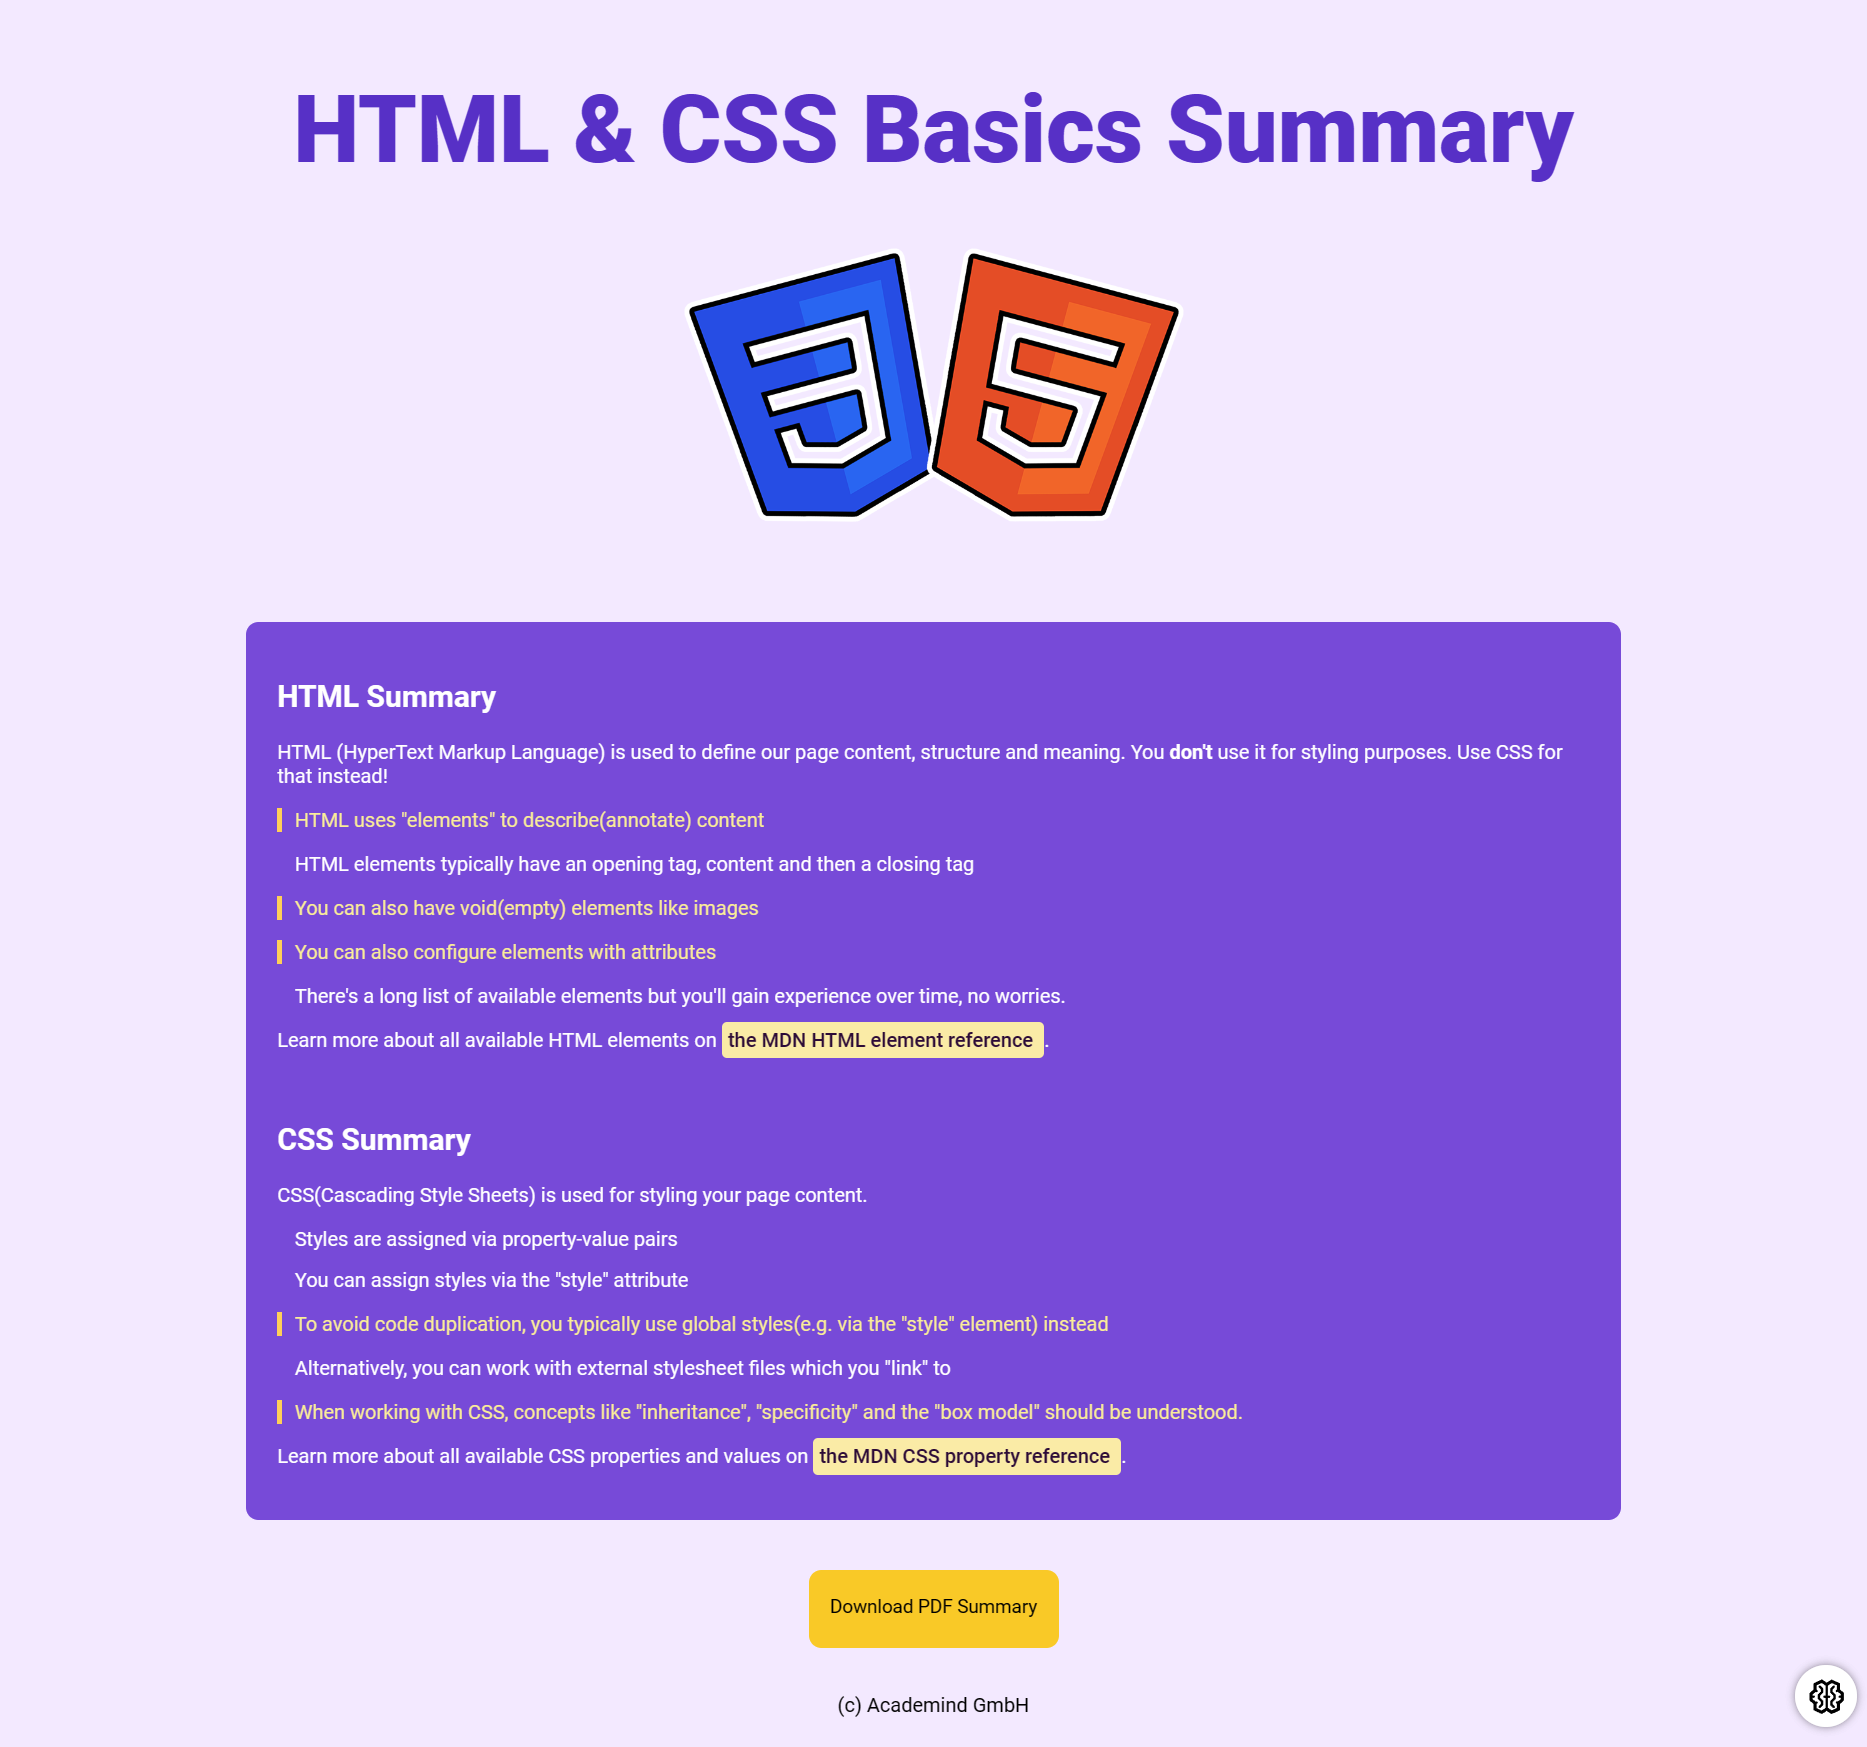 HTML & CSS Basics Summary
HTML Summary
HTML (HyperText Markup Language) is used to define our page content, structure and meaning. You don't use it for styling purposes. Use CSS for
that instead!
HTML uses "elements" to describe(annotate) content
HTML elements typically have an opening tag, content and then a closing tag
You can also have void(empty) elements like images
You can also configure elements with attributes
There's a long list of available elements but you'll gain experience over time, no worries.
Learn more about all available HTML elements on the MDN HTML element reference .
CSS Summary
CSS(Cascading Style Sheets) is used for styling your page content.
Styles are assigned via property-value pairs
You can assign styles via the "style" attribute
To avoid code duplication, you typically use global styles(e.g. via the "style" element) instead
Alternatively, you can work with external stylesheet files which you "link" to
When working with CSS, concepts like "inheritance", "specificity" and the "box model" should be understood.
Learn more about all available CSS properties and values on the MDN CSS property reference .
Download PDF Summary
(c) Academind GmbH